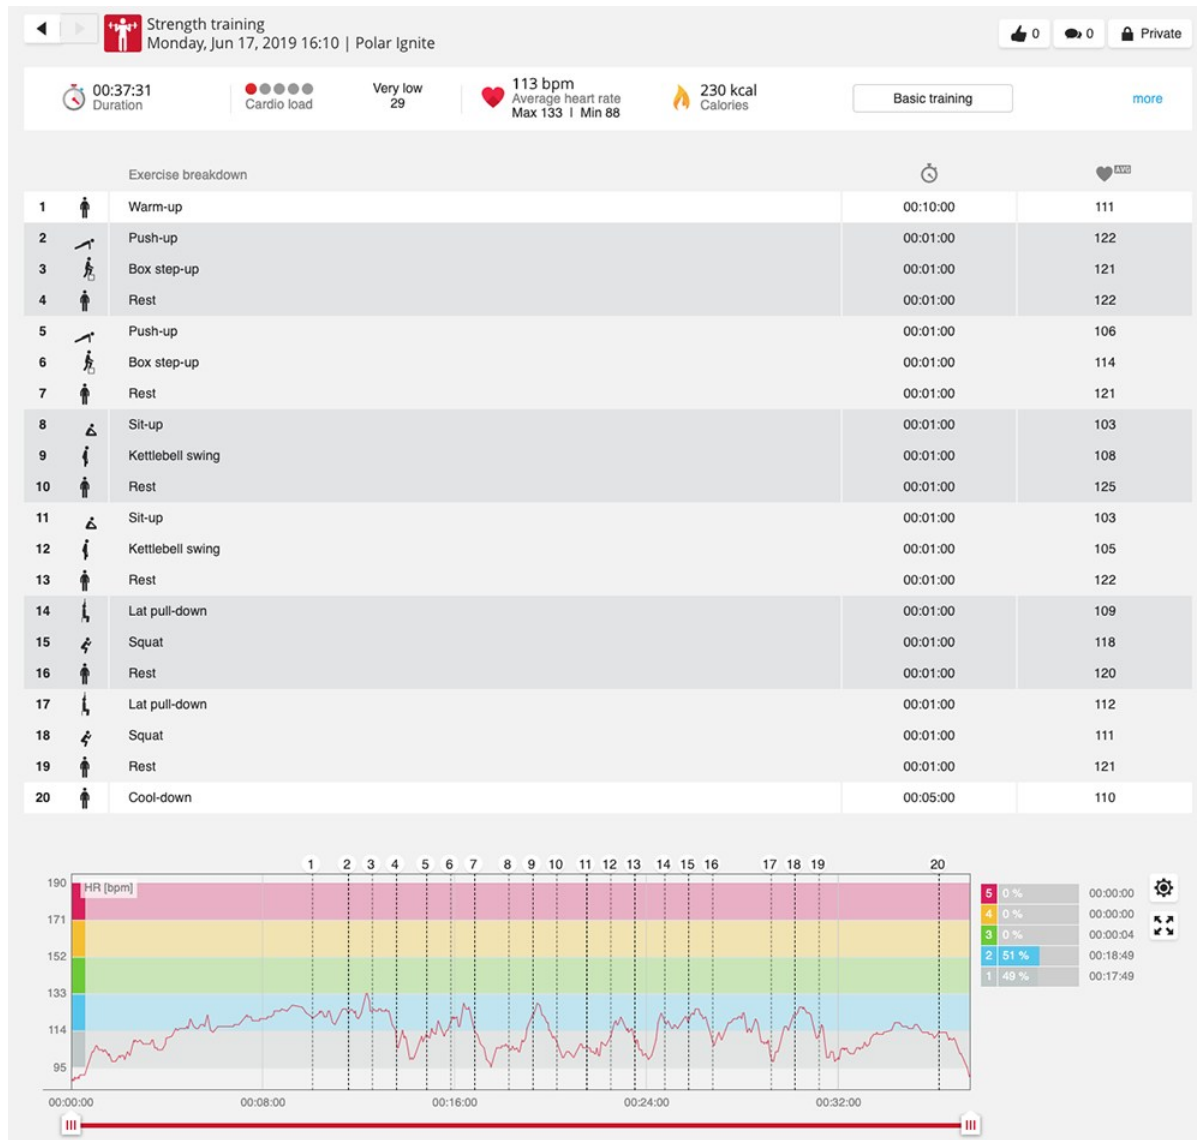 Strength training
Monday, Jun 17, 2019 16:10 | Polar Ignite
0 0 Private
00:37:31
Duration
Cardio load
Very low
29
113 bpm
Average heart rate
Max 133 | Min 88
230 kcal
Calories
Basic training
more
Exercise breakdown AVG
1 Warm-up 00:10:00 111
2 Push-up 00:01:00 122
3 Box step-up 00:01:00 121
4 Rest 00:01:00 122
5 Push-up 00:01:00 106
6 Box step-up 00:01:00 114
7 Rest 00:01:00 121
8 Sit-up 00:01:00 103
9 Kettlebell swing 00:01:00 108
10 Rest 00:01:00 125
11 Sit-up 00:01:00 103
12 Kettlebell swing 00:01:00 105
13 Rest 00:01:00 122
14 Lat pull-down 00:01:00 109
15 Squat 00:01:00 118
16 Rest 00:01:00 120
17 Lat pull-down 00:01:00 112
18 Squat 00:01:00 111
19 Rest 00:01:00 121
20 Cool-down 00:05:00 110
1 2 3 4 5 6 7 8 9 10 11 12 13 14 15 16 17 18 19 20
HR [bpm]
190
171
152
133
114
95
00:00:00 00:08:00 00:16:00 00:24:00 00:32:00
5 0 % 00:00:00
4 0 % 00:00:00
3 0 % 00:00:04
2 51 % 00:18:49
1 49 % 00:17:49